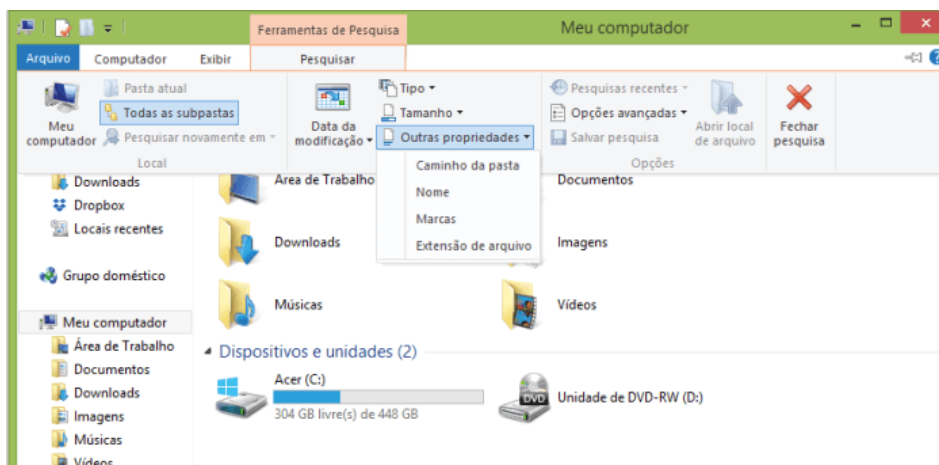 Ferramentas de Pesquisa
Meu computador
Arquivo
Computador
Exibir
Pesquisar
Meu computador
Pasta atual
Todas as subpastas
Pesquisar novamente em
Local
Data da modificação
Tipo
Tamanho
Outras propriedades
Caminho da pasta
Nome
Marcas
Extensão de arquivo
Pesquisas recentes
Opções avançadas
Salvar pesquisa
Abrir local de arquivo
Opções
Fechar pesquisa
Downloads
Dropbox
Locais recentes
Grupo doméstico
Meu computador
Área de Trabalho
Documentos
Downloads
Imagens
Músicas
Vídeos
Área de Trabalho
Documentos
Downloads
Imagens
Músicas
Vídeos
Dispositivos e unidades (2)
Acer (C:)
304 GB livre(s) de 448 GB
DVD
Unidade de DVD-RW (D:)